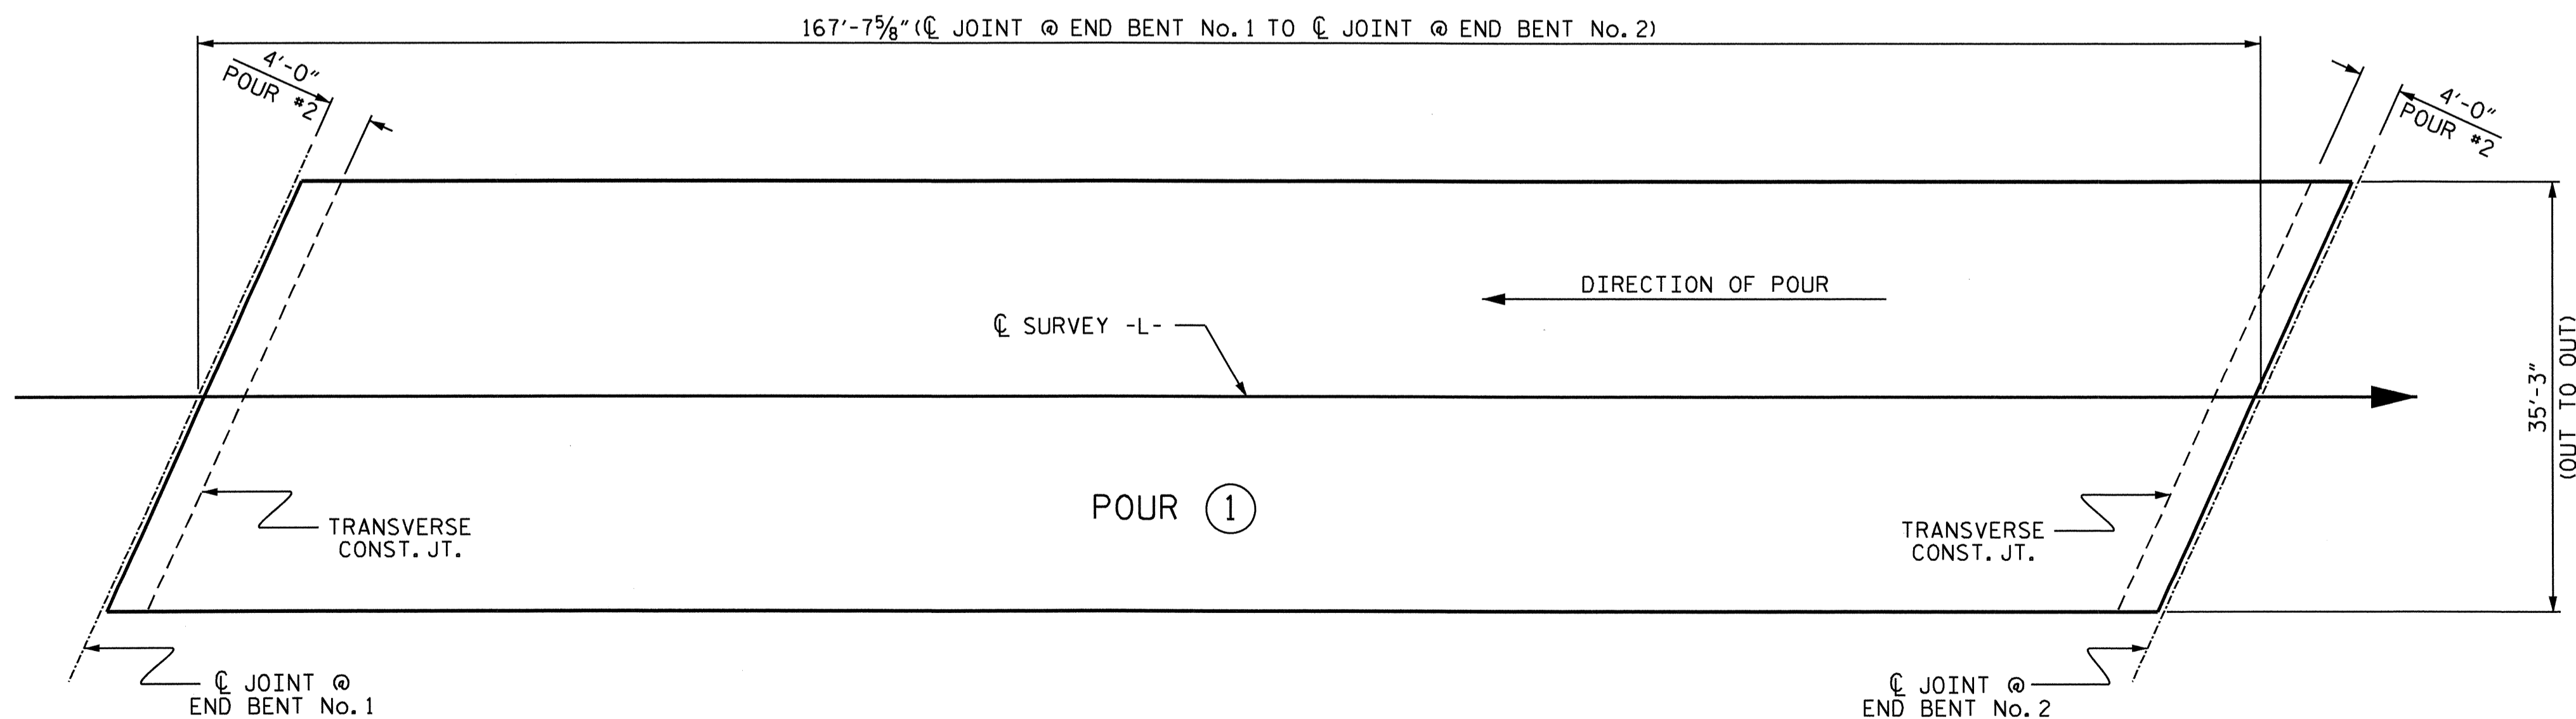 167'-7⅝" (℄ JOINT @ END BENT No. 1 TO ℄ JOINT @ END BENT No. 2)
4'-0"
POUR #2
4'-0"
POUR #2
DIRECTION OF POUR
℄ SURVEY -L-
35'-3"
(OUT TO OUT)
POUR 1
TRANSVERSE
CONST. JT.
TRANSVERSE
CONST. JT.
℄ JOINT @
END BENT No. 1
℄ JOINT @
END BENT No. 2